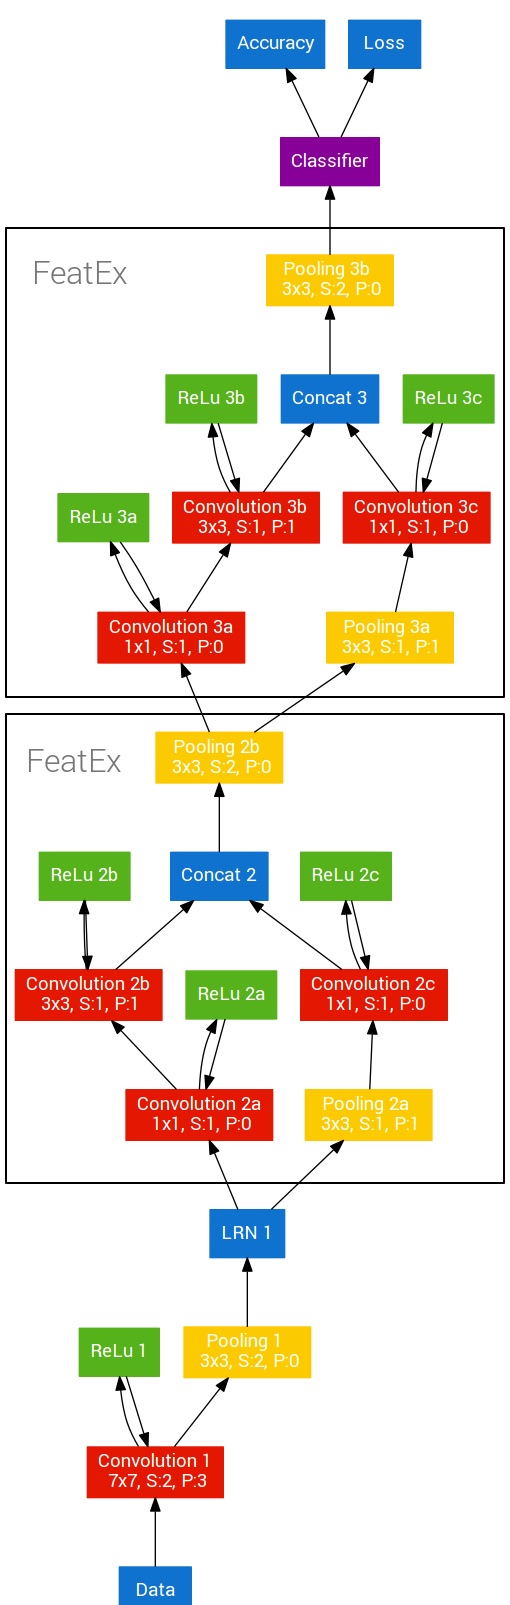 Accuracy
Loss
Classifier
FeatEx
Pooling 3b
3x3, S:2, P:0
ReLu 3b
Concat 3
ReLu 3c
Convolution 3b
3x3, S:1, P:1
Convolution 3c
1x1, S:1, P:0
ReLu 3a
Convolution 3a
1x1, S:1, P:0
Pooling 3a
3x3, S:1, P:1
FeatEx
Pooling 2b
3x3, S:2, P:0
ReLu 2b
Concat 2
ReLu 2c
Convolution 2b
3x3, S:1, P:1
ReLu 2a
Convolution 2c
1x1, S:1, P:0
Convolution 2a
1x1, S:1, P:0
Pooling 2a
3x3, S:1, P:1
LRN 1
ReLu 1
Pooling 1
3x3, S:2, P:0
Convolution 1
7x7, S:2, P:3
Data